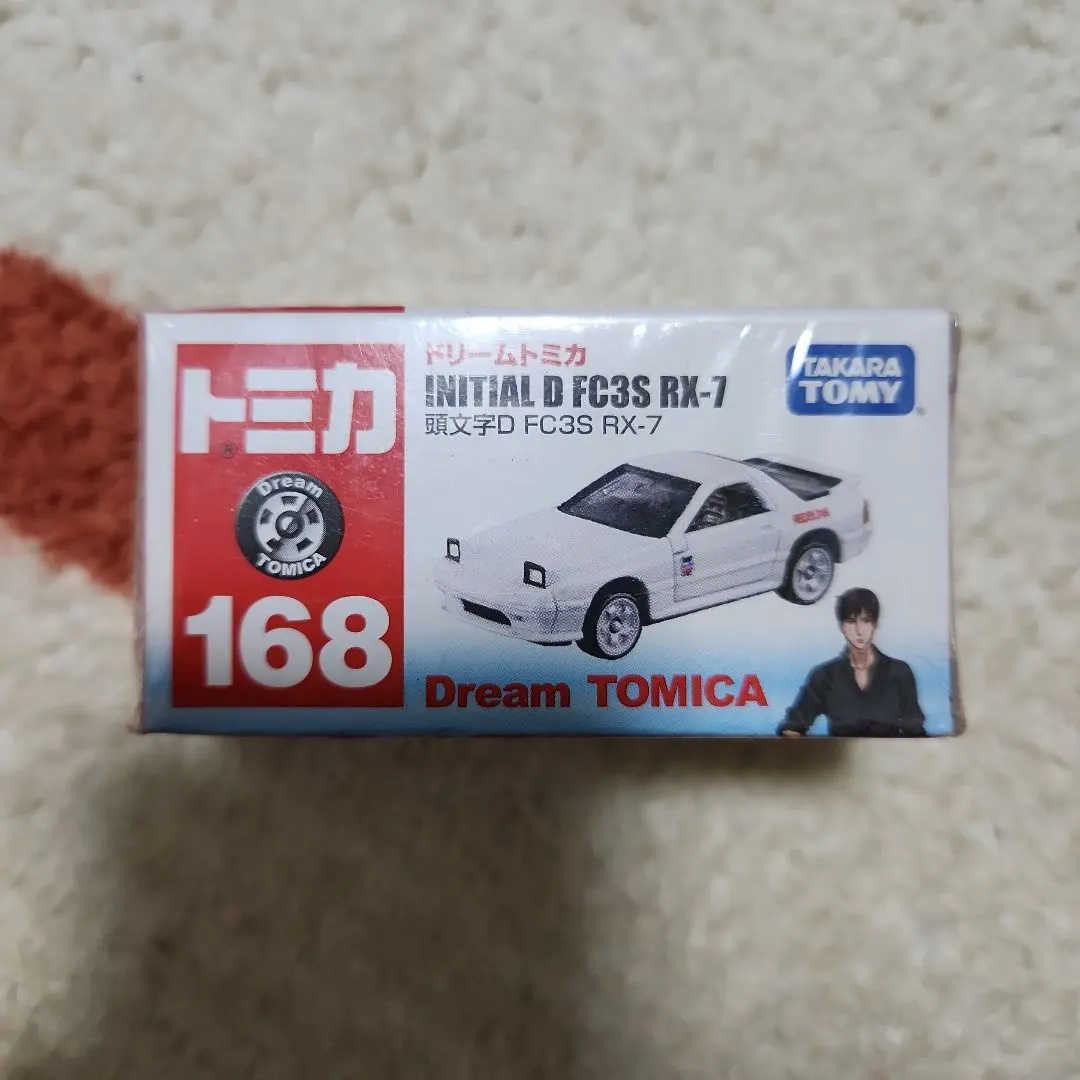 トミカ
®
Dream
TOMICA
168
ドリームトミカ
INITIAL D FC3S RX-7
頭文字D FC3S RX-7
TAKARA
TOMY
®
Dream TOMICA